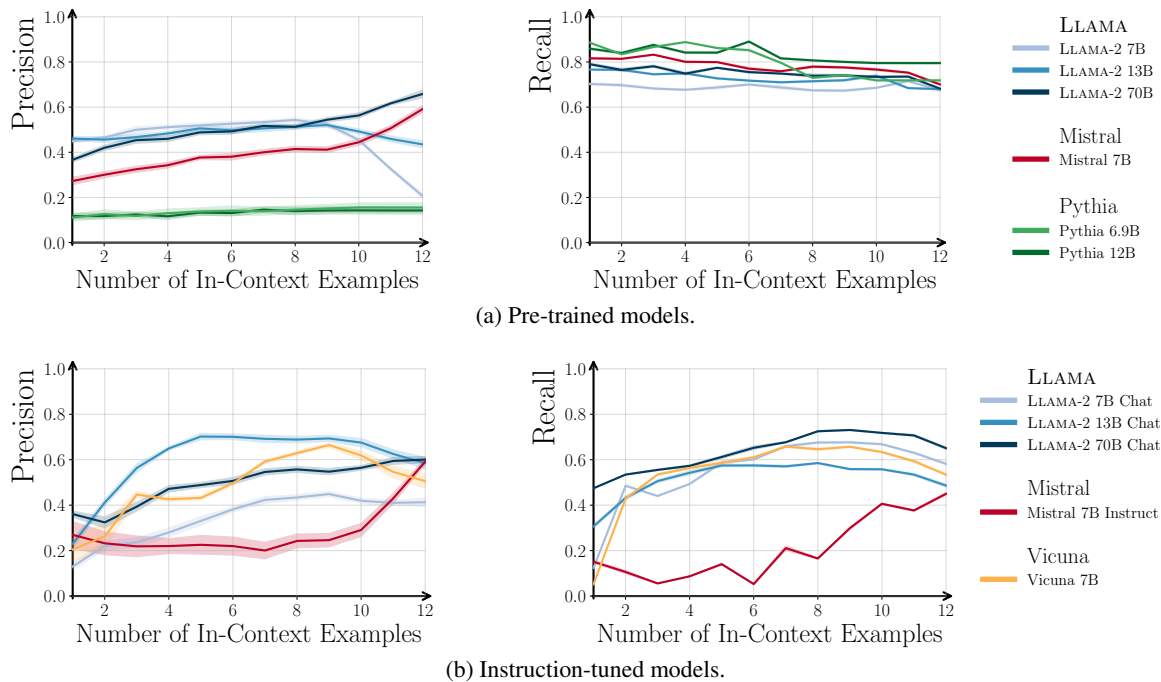 Precision
1.0
0.8
0.6
0.4
0.2
0.0
2 4 6 8 10 12
Number of In-Context Examples
Recall
1.0
0.8
0.6
0.4
0.2
0.0
2 4 6 8 10 12
Number of In-Context Examples
LLAMA
LLAMA-2 7B
LLAMA-2 13B
LLAMA-2 70B
Mistral
Mistral 7B
Pythia
Pythia 6.9B
Pythia 12B
(a) Pre-trained models.
Precision
1.0
0.8
0.6
0.4
0.2
0.0
2 4 6 8 10 12
Number of In-Context Examples
Recall
1.0
0.8
0.6
0.4
0.2
0.0
2 4 6 8 10 12
Number of In-Context Examples
LLAMA
LLAMA-2 7B Chat
LLAMA-2 13B Chat
LLAMA-2 70B Chat
Mistral
Mistral 7B Instruct
Vicuna
Vicuna 7B
(b) Instruction-tuned models.